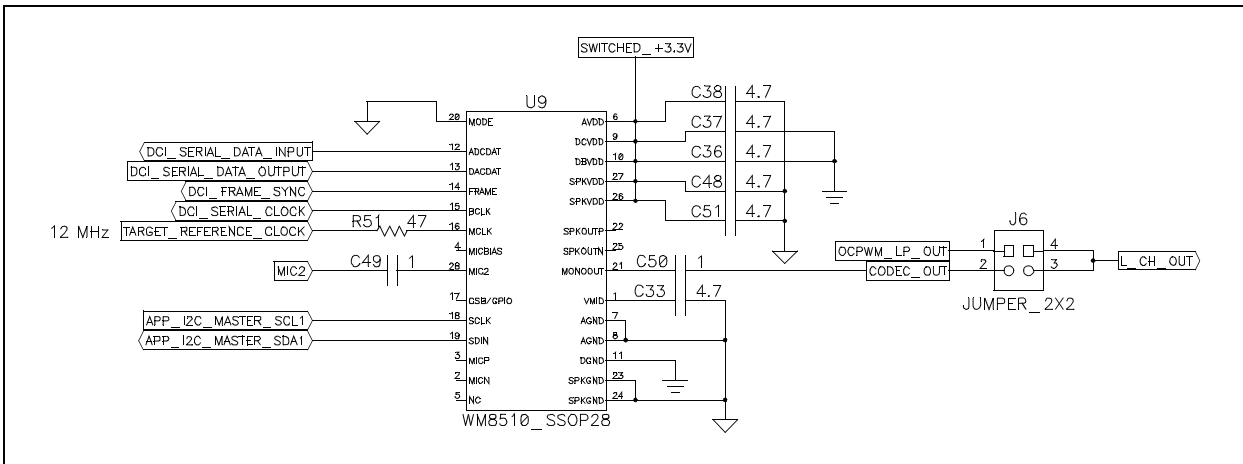 SWITCHED_+3.3V
U9
C38 4.7
C37 4.7
C36 4.7
C48 4.7
C51 4.7
20 MODE
12 ADCDAT
13 DACDAT
14 FRAME
15 BCLK
16 MCLK
4 MICBIAS
28 MIC2
17 CSB/GPIO
18 SCLK
19 SDIN
3 MICP
2 MICN
5 NC
AVDD 6
DCVDD 9
DBVDD 10
SPKVDD 27
SPKVDD 26
SPKOUTP 22
SPKOUTN 25
MONOOUT 21
VMID 1
AGND 7
AGND 8
DGND 11
SPKGND 23
SPKGND 24
WM8510_SSOP28
DCI_SERIAL_DATA_INPUT
DCI_SERIAL_DATA_OUTPUT
DCI_FRAME_SYNC
DCI_SERIAL_CLOCK
R51 47
12 MHz TARGET_REFERENCE_CLOCK
C49 1
MIC2
APP_I2C_MASTER_SCL1
APP_I2C_MASTER_SDA1
C50 1
C33 4.7
J6
OCPWM_LP_OUT 1 4
CODEC_OUT 2 3
L_CH_OUT
JUMPER_2X2